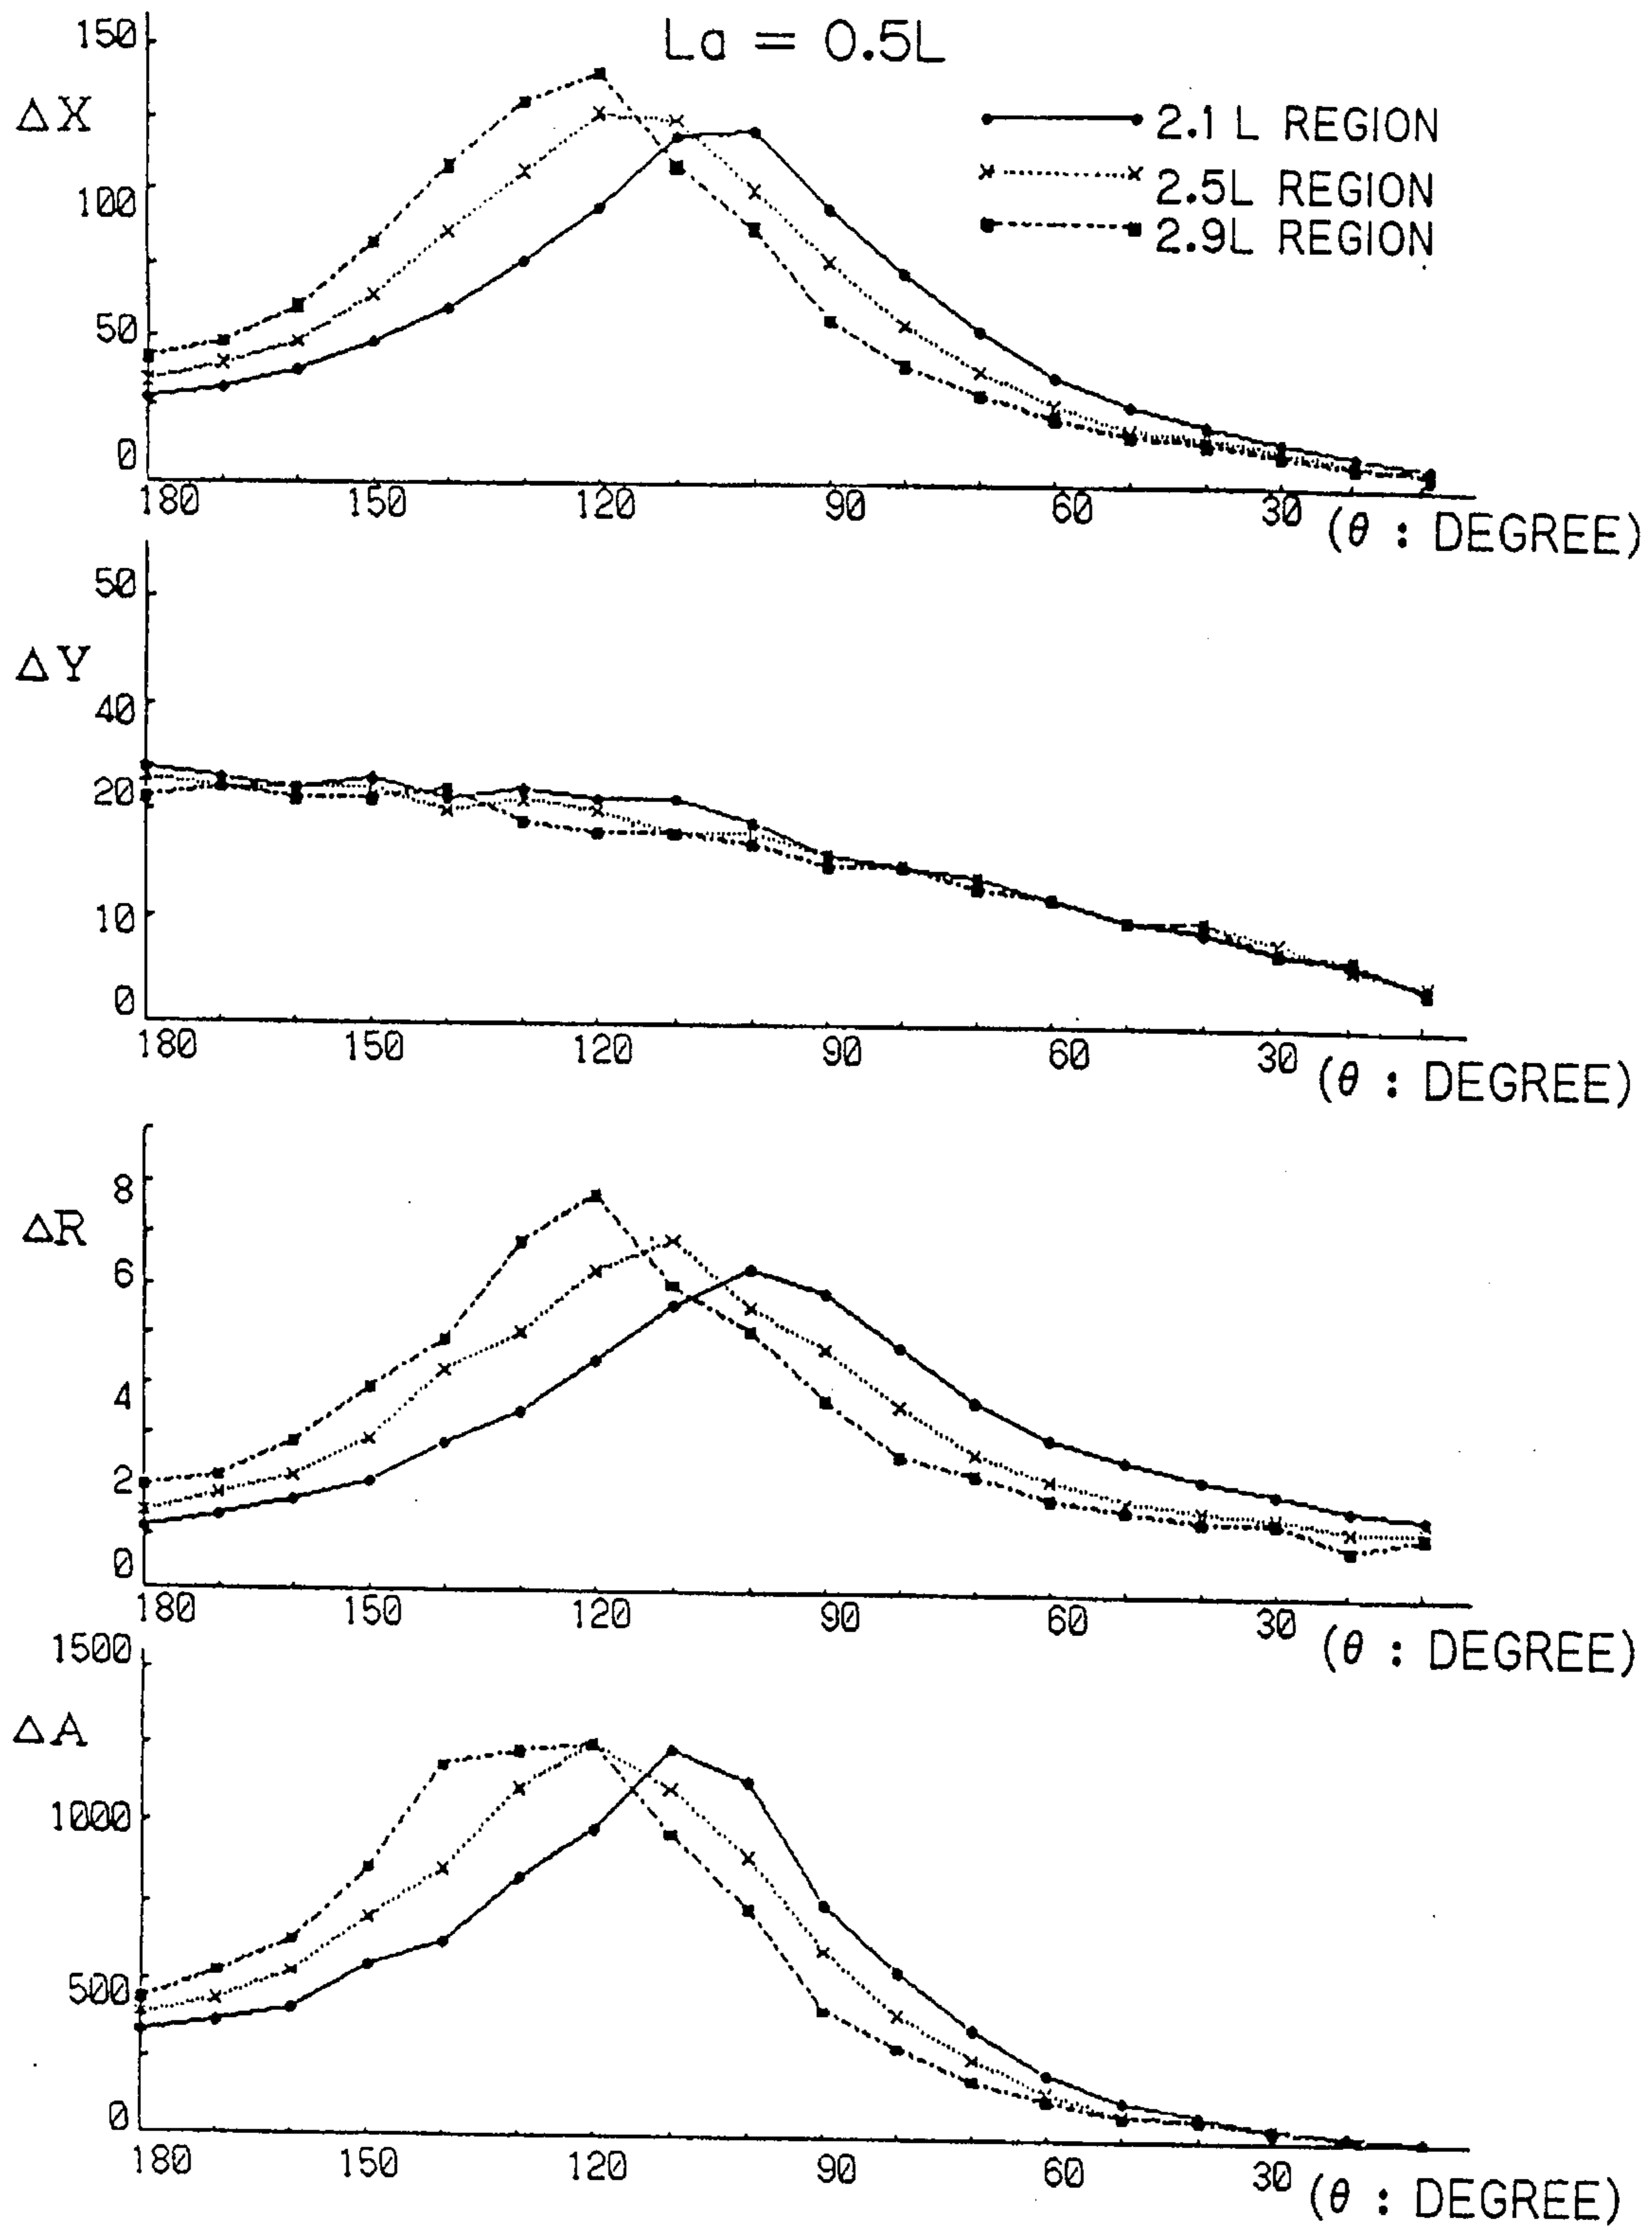 La = 0.5L
150
ΔX
2.1 L REGION
2.5L REGION
2.9L REGION
100
50
0
180 150 120 90 60 30 (θ : DEGREE)
50
ΔY
40
20
10
0
180 150 120 90 60 30 (θ : DEGREE)
8
ΔR
6
4
2
0
180 150 120 90 60 30 (θ : DEGREE)
1500
ΔA
1000
500
0
180 150 120 90 60 30 (θ : DEGREE)